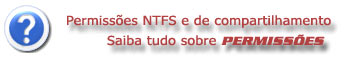 Permissões NTFS e de compartilhamento
Saiba tudo sobre PERMISSÕES